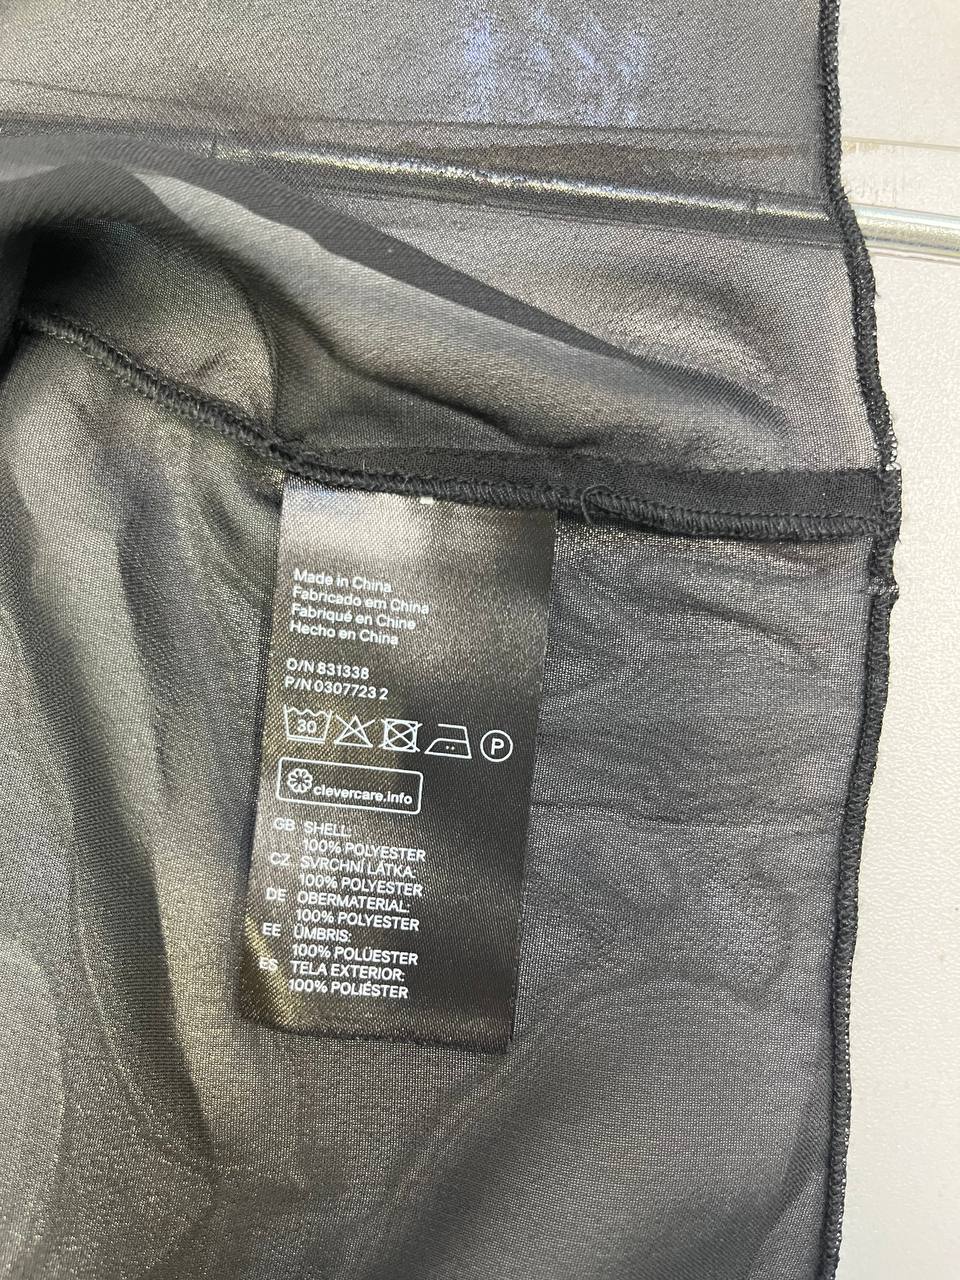 Made in China
Fabricado em China
Fabriqué en Chine
Hecho en China
O/N 831338
P/N 0307723 2
30
P
clevercare.info
GB SHELL:
100% POLYESTER
CZ SVRCHNÍ LÁTKA:
100% POLYESTER
DE OBERMATERIAL:
100% POLYESTER
EE ÜMBRIS:
100% POLÜESTER
ES TELA EXTERIOR:
100% POLIÉSTER